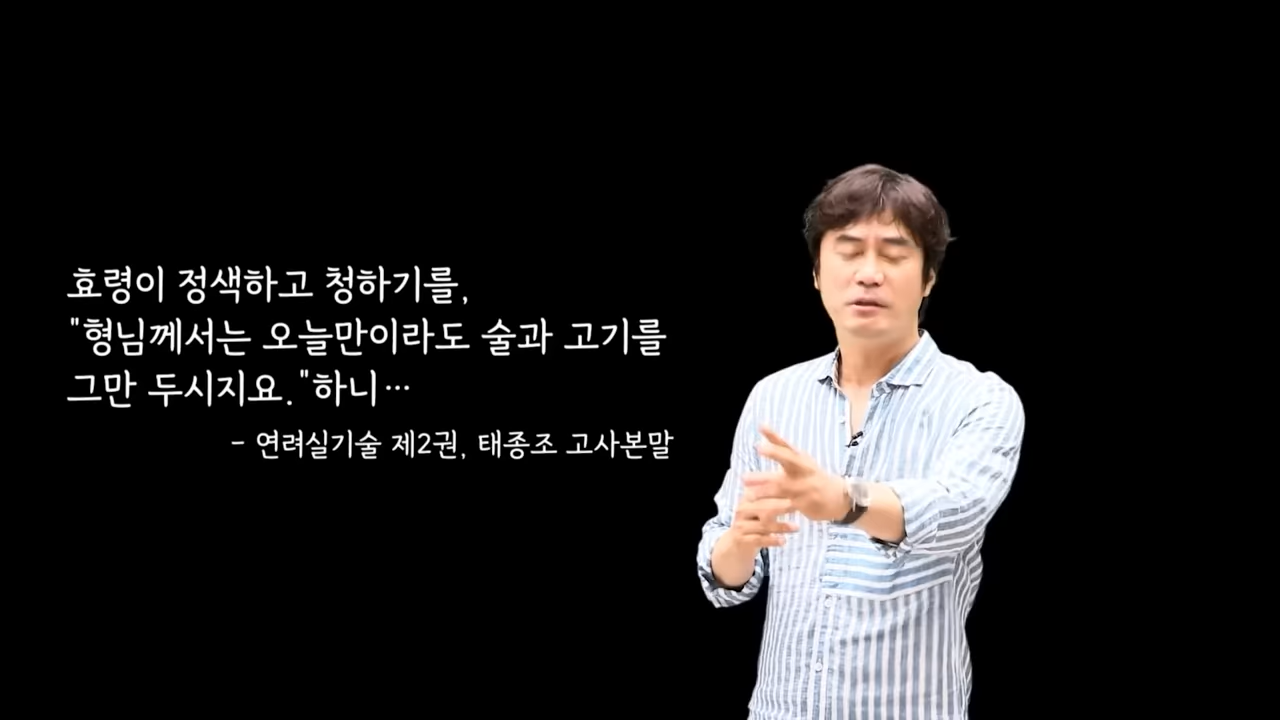 효령이 정색하고 청하기를,
"형님께서는 오늘만이라도 술과 고기를
그만 두시지요."하니…
- 연려실기술 제2권, 태종조 고사본말